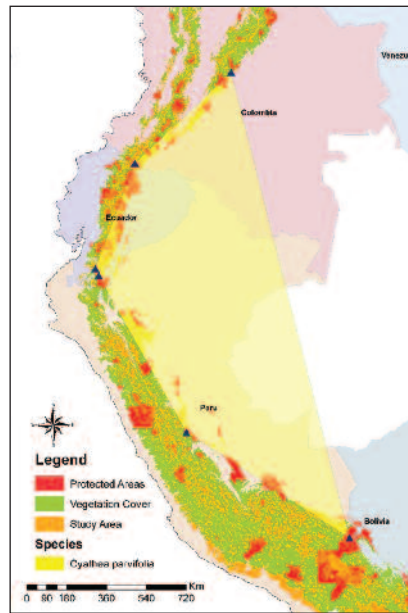 Venezu
Colombia
Ecuador
Peru
Bolivia
Legend
Protected Areas
Vegetation Cover
Study Area
Species
Cyathea parvifolia
Km
0 90 180 360 540 720